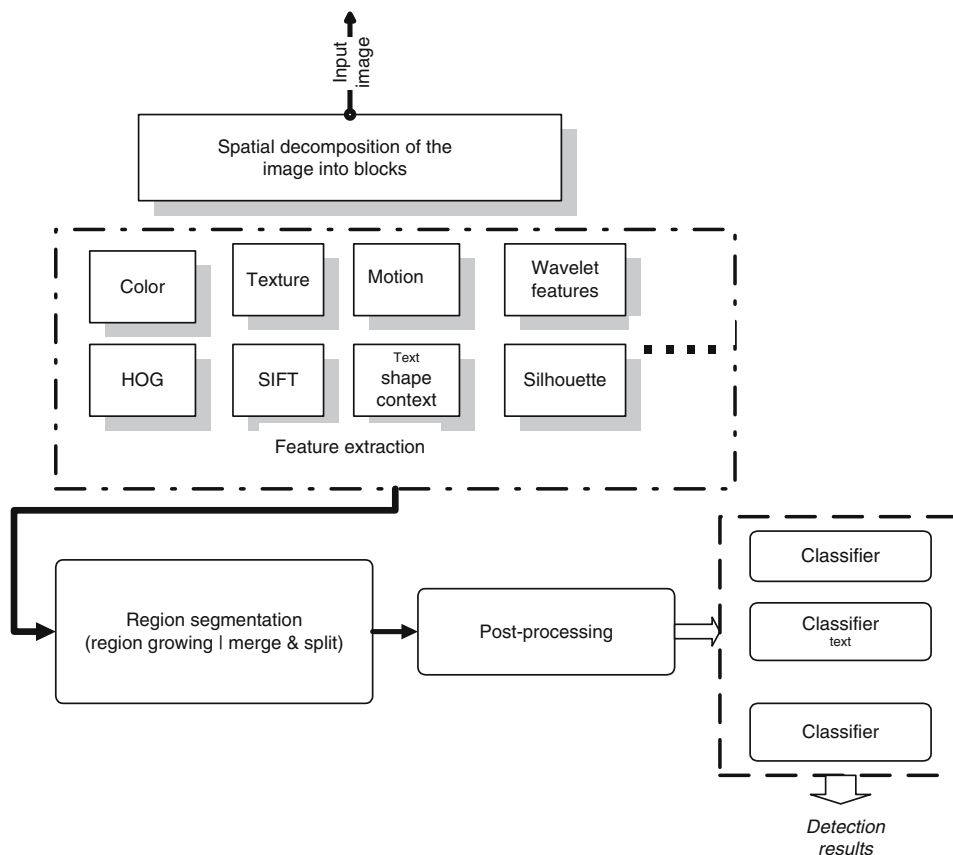 Input
image
Spatial decomposition of the
image into blocks
Color
Texture
Motion
Wavelet
features
HOG
SIFT
Text
shape
context
Silhouette
Feature extraction
Region segmentation
(region growing | merge & split)
Post-processing
Classifier
Classifier
text
Classifier
Detection
results